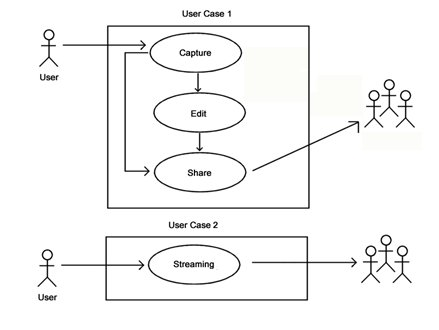 User Case 1
Capture
User
Edit
Share
User Case 2
Streaming
User